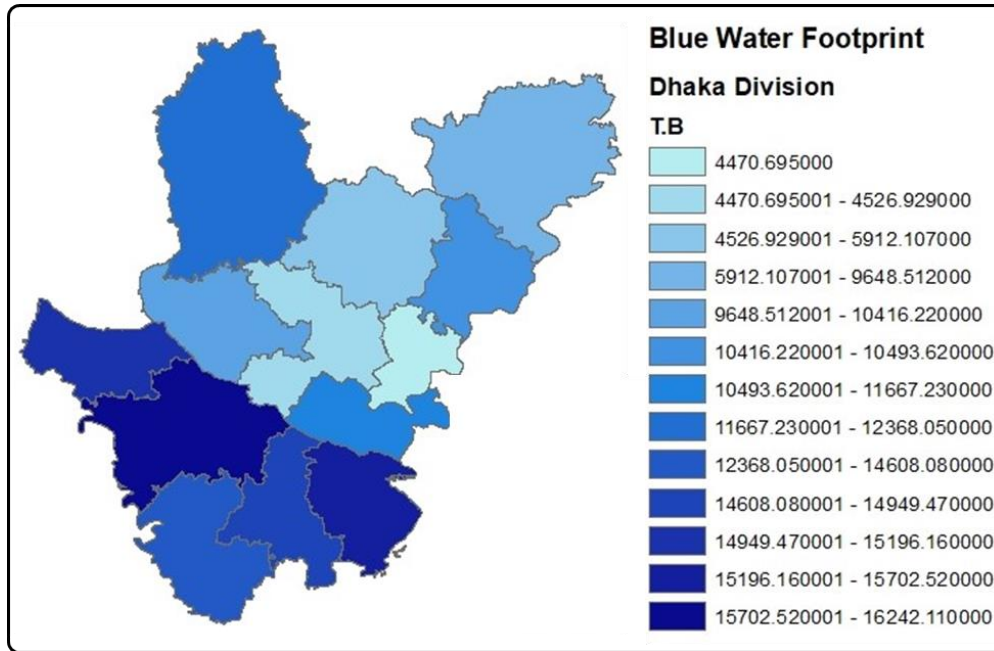 Blue Water Footprint
Dhaka Division
T.B
4470.695000
4470.695001 - 4526.929000
4526.929001 - 5912.107000
5912.107001 - 9648.512000
9648.512001 - 10416.220000
10416.220001 - 10493.620000
10493.620001 - 11667.230000
11667.230001 - 12368.050000
12368.050001 - 14608.080000
14608.080001 - 14949.470000
14949.470001 - 15196.160000
15196.160001 - 15702.520000
15702.520001 - 16242.110000